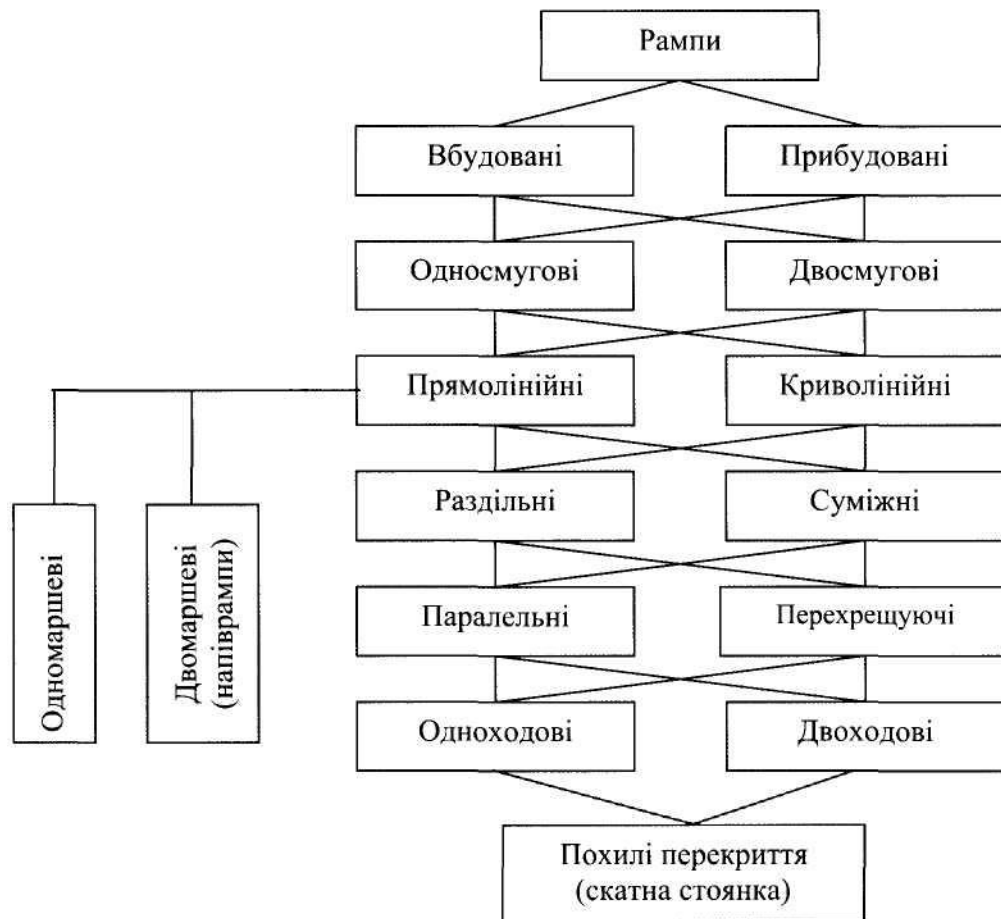 Рампи
Вбудовані
Прибудовані
Односмугові
Двосмугові
Прямолінійні
Криволінійні
Раздільні
Суміжні
Одномаршеві
Двомаршеві
(напіврампи)
Паралельні
Перехрещуючі
Одноходові
Двоходові
Похилі перекриття
(скатна стоянка)